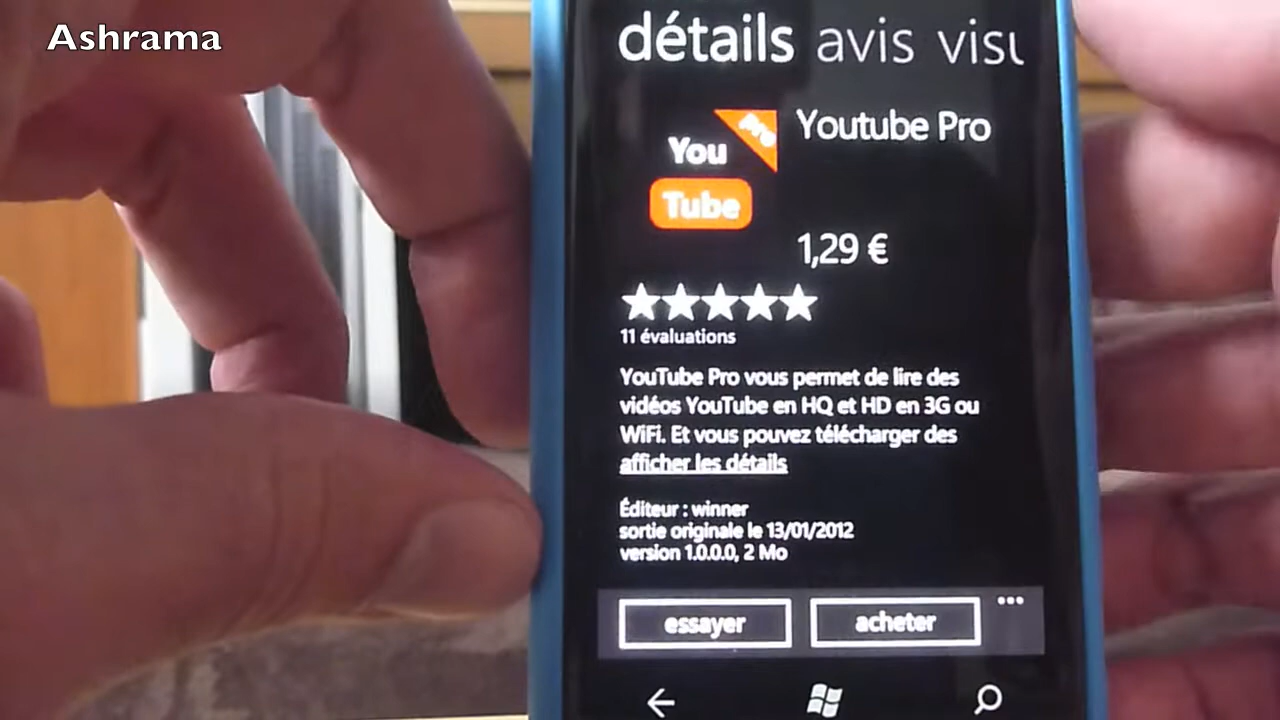 Ashrama
détails avis visu
Pro
You
Tube
Youtube Pro
1,29 €
11 évaluations
YouTube Pro vous permet de lire des
vidéos YouTube en HQ et HD en 3G ou
WiFi. Et vous pouvez télécharger des
afficher les détails
Éditeur : winner
sortie originale le 13/01/2012
version 1.0.0.0, 2 Mo
essayer
acheter